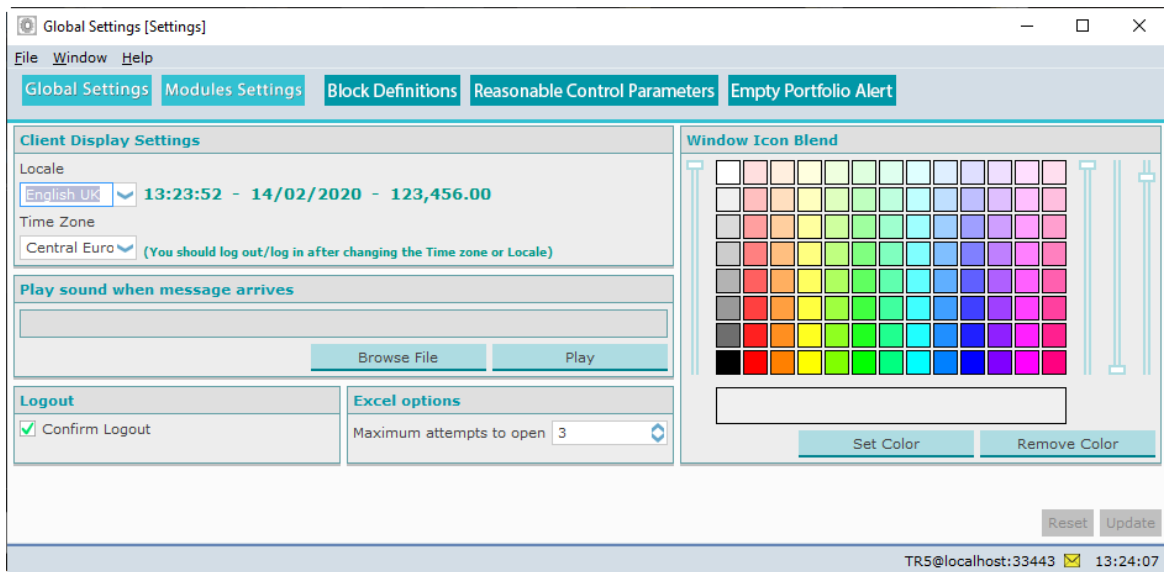 Global Settings [Settings]
File Window Help
Global Settings Modules Settings Block Definitions Reasonable Control Parameters Empty Portfolio Alert
Client Display Settings
Locale
English UK 13:23:52 - 14/02/2020 - 123,456.00
Time Zone
Central Euro (You should log out/log in after changing the Time zone or Locale)
Play sound when message arrives
Browse File Play
Logout
Confirm Logout
Excel options
Maximum attempts to open 3
Window Icon Blend
Set Color Remove Color
Reset Update
TR5@localhost:33443 13:24:07